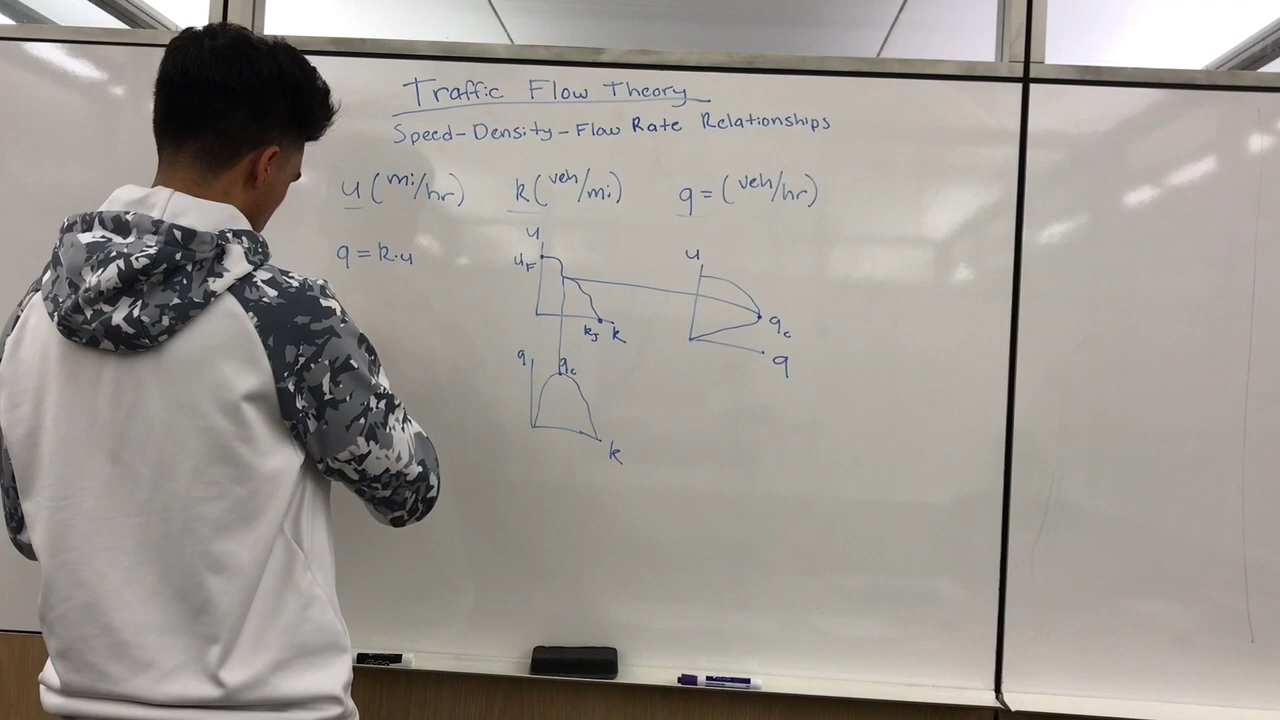 Traffic Flow Theory
Speed-Density-Flow Rate Relationships
u (mi/hr) k (veh/mi) q = (veh/hr)
q = k·u
u
u_F
k_J k
u
q_c
q
q
q_c
k